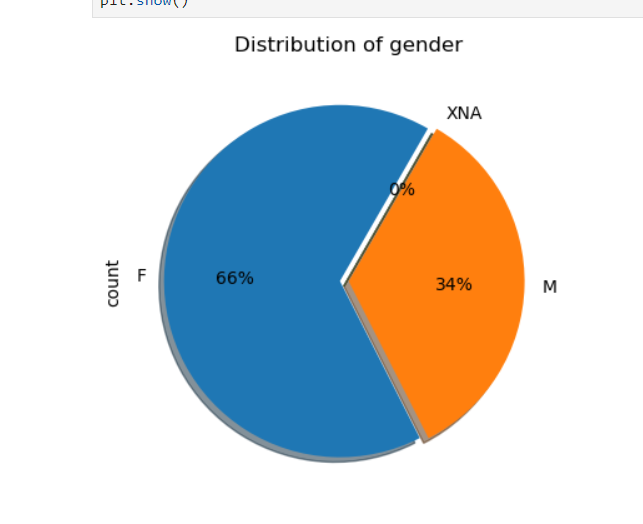 plt.show()
Distribution of gender
XNA
0%
count
F
66%
34%
M